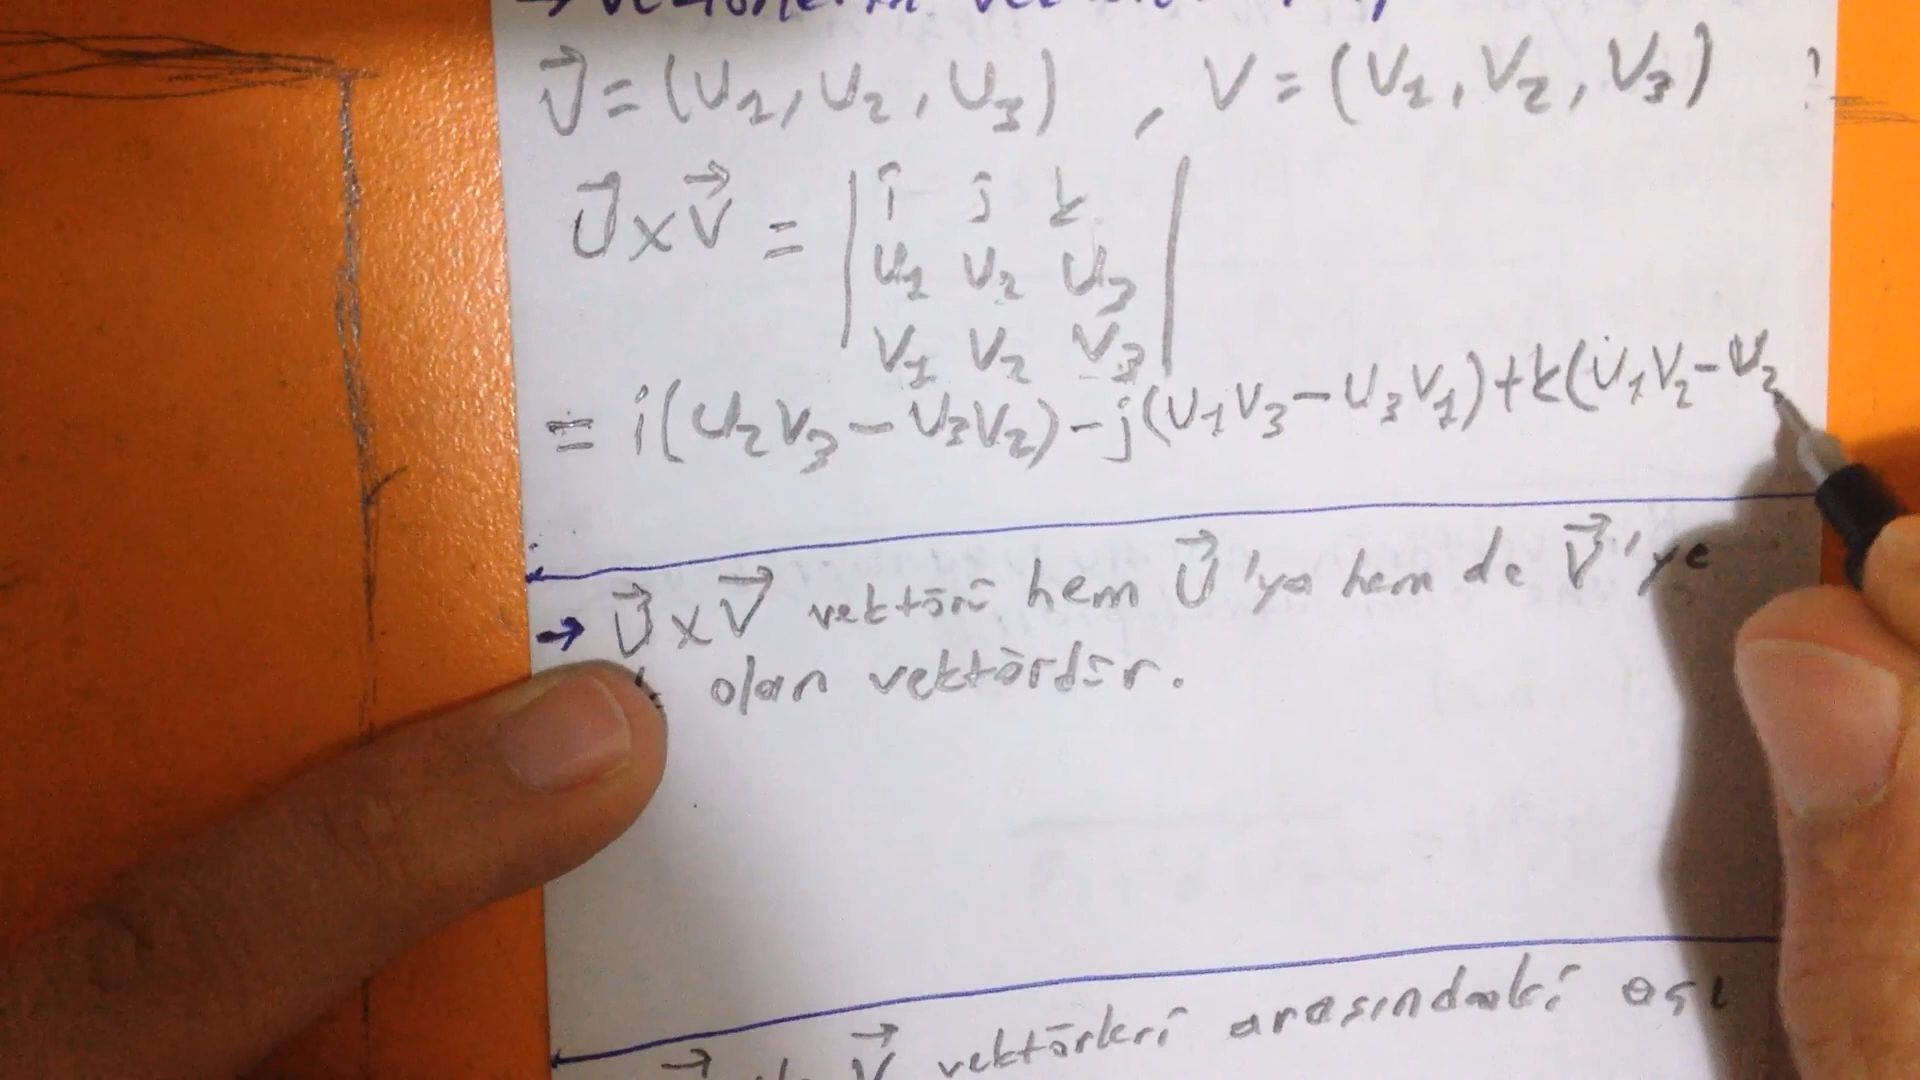 U⃗ = (U₁, U₂, U₃) , V = (V₁, V₂, V₃)
U⃗ x V⃗ = | i j k |
| U₁ U₂ U₃ |
| V₁ V₂ V₃ |
= i(U₂V₃ - U₃V₂) - j(U₁V₃ - U₃V₁) + k(U₁V₂ - U₂
→ U⃗ x V⃗ vektörü hem U⃗'ya hem de V⃗'ye
olan vektördür.
V⃗ vektörleri arasındaki açı